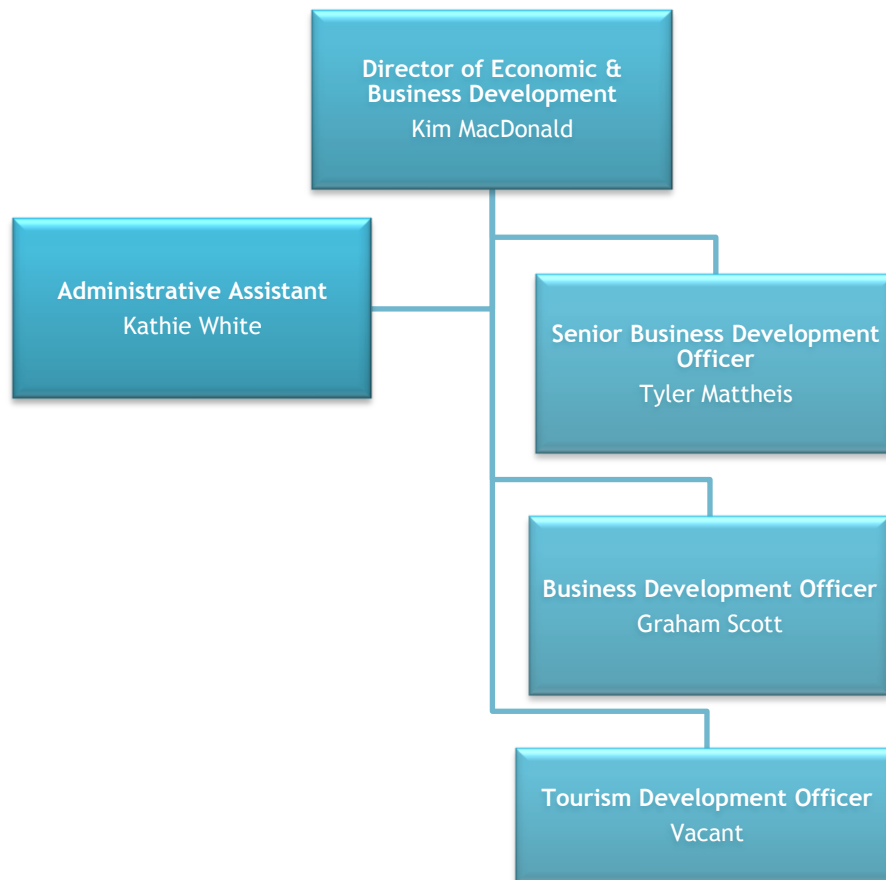 Director of Economic &
Business Development
Kim MacDonald
Administrative Assistant
Kathie White
Senior Business Development
Officer
Tyler Mattheis
Business Development Officer
Graham Scott
Tourism Development Officer
Vacant